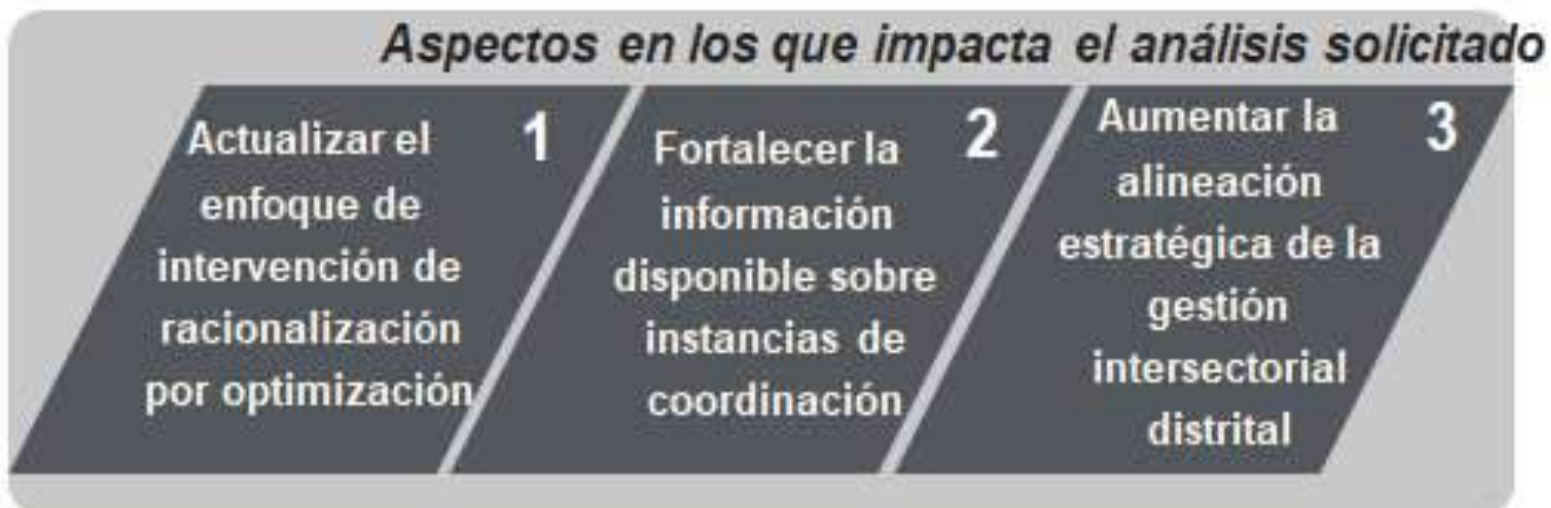 Aspectos en los que impacta el análisis solicitado
Actualizar el
enfoque de
intervención de
racionalización
por optimización
1
Fortalecer la
información
disponible sobre
instancias de
coordinación
2
Aumentar la
alineación
estratégica de la
gestión
intersectorial
distrital
3